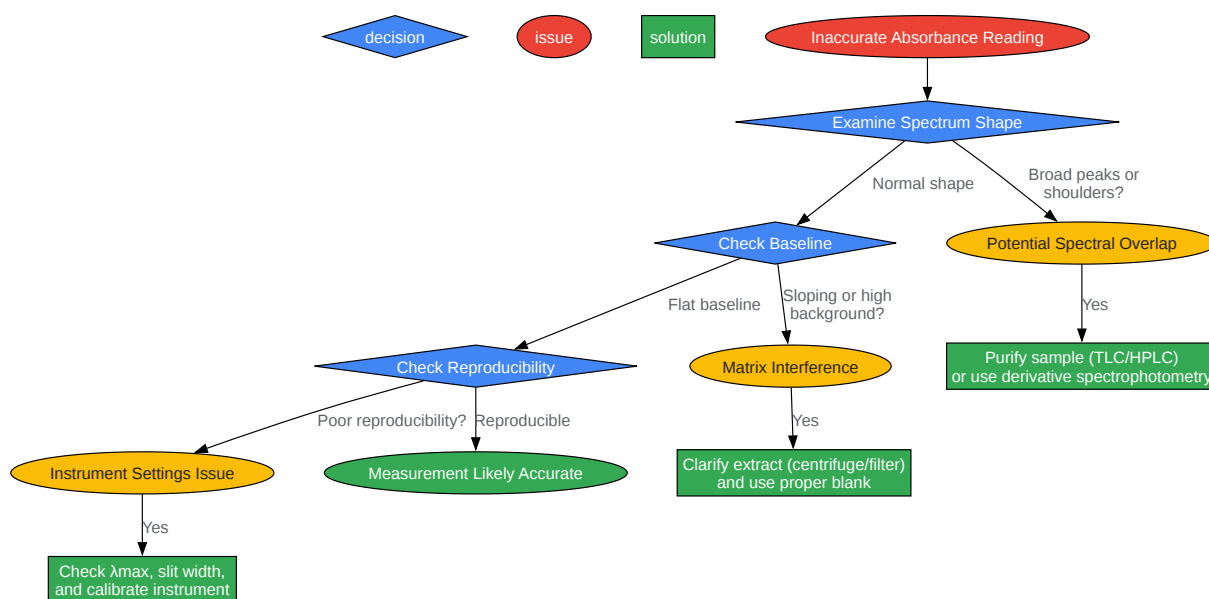 decision
issue
solution
Inaccurate Absorbance Reading
Examine Spectrum Shape
Normal shape
Broad peaks or
shoulders?
Check Baseline
Potential Spectral Overlap
Flat baseline
Sloping or high
background?
Yes
Check Reproducibility
Matrix Interference
Purify sample (TLC/HPLC)
or use derivative spectrophotometry
Poor reproducibility?
Reproducible
Yes
Instrument Settings Issue
Measurement Likely Accurate
Clarify extract (centrifuge/filter)
and use proper blank
Yes
Check λmax, slit width,
and calibrate instrument